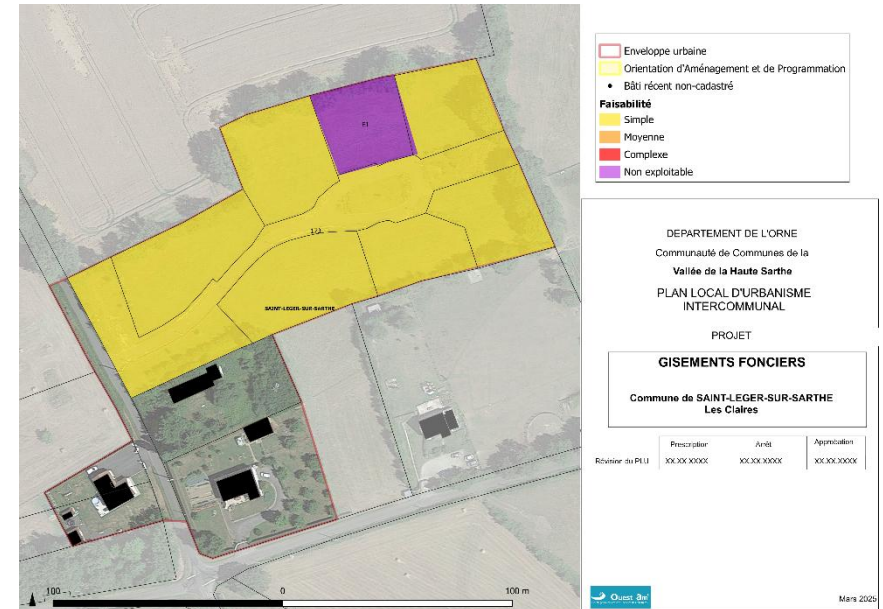 Enveloppe urbaine
Orientation d'Aménagement et de Programmation
Bâti récent non-cadastré
Faisabilité
Simple
Moyenne
Complexe
Non exploitable
DEPARTEMENT DE L'ORNE
Communauté de Communes de la
Vallée de la Haute Sarthe
PLAN LOCAL D'URBANISME
INTERCOMMUNAL
PROJET
GISEMENTS FONCIERS
Commune de SAINT-LEGER-SUR-SARTHE
Les Claires
Prescription Arrêt Approbation
Révision du PLU XX.XX.XXXX XX.XX.XXXX XX.XX.XXXX
SAINT-LEGER-SUR-SARTHE
100 0 100 m
Ouest am'
Mars 2025